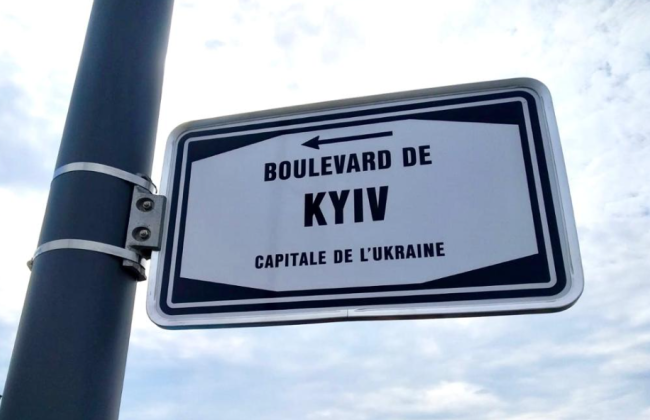 BOULEVARD DE
KYIV
CAPITALE DE L'UKRAINE